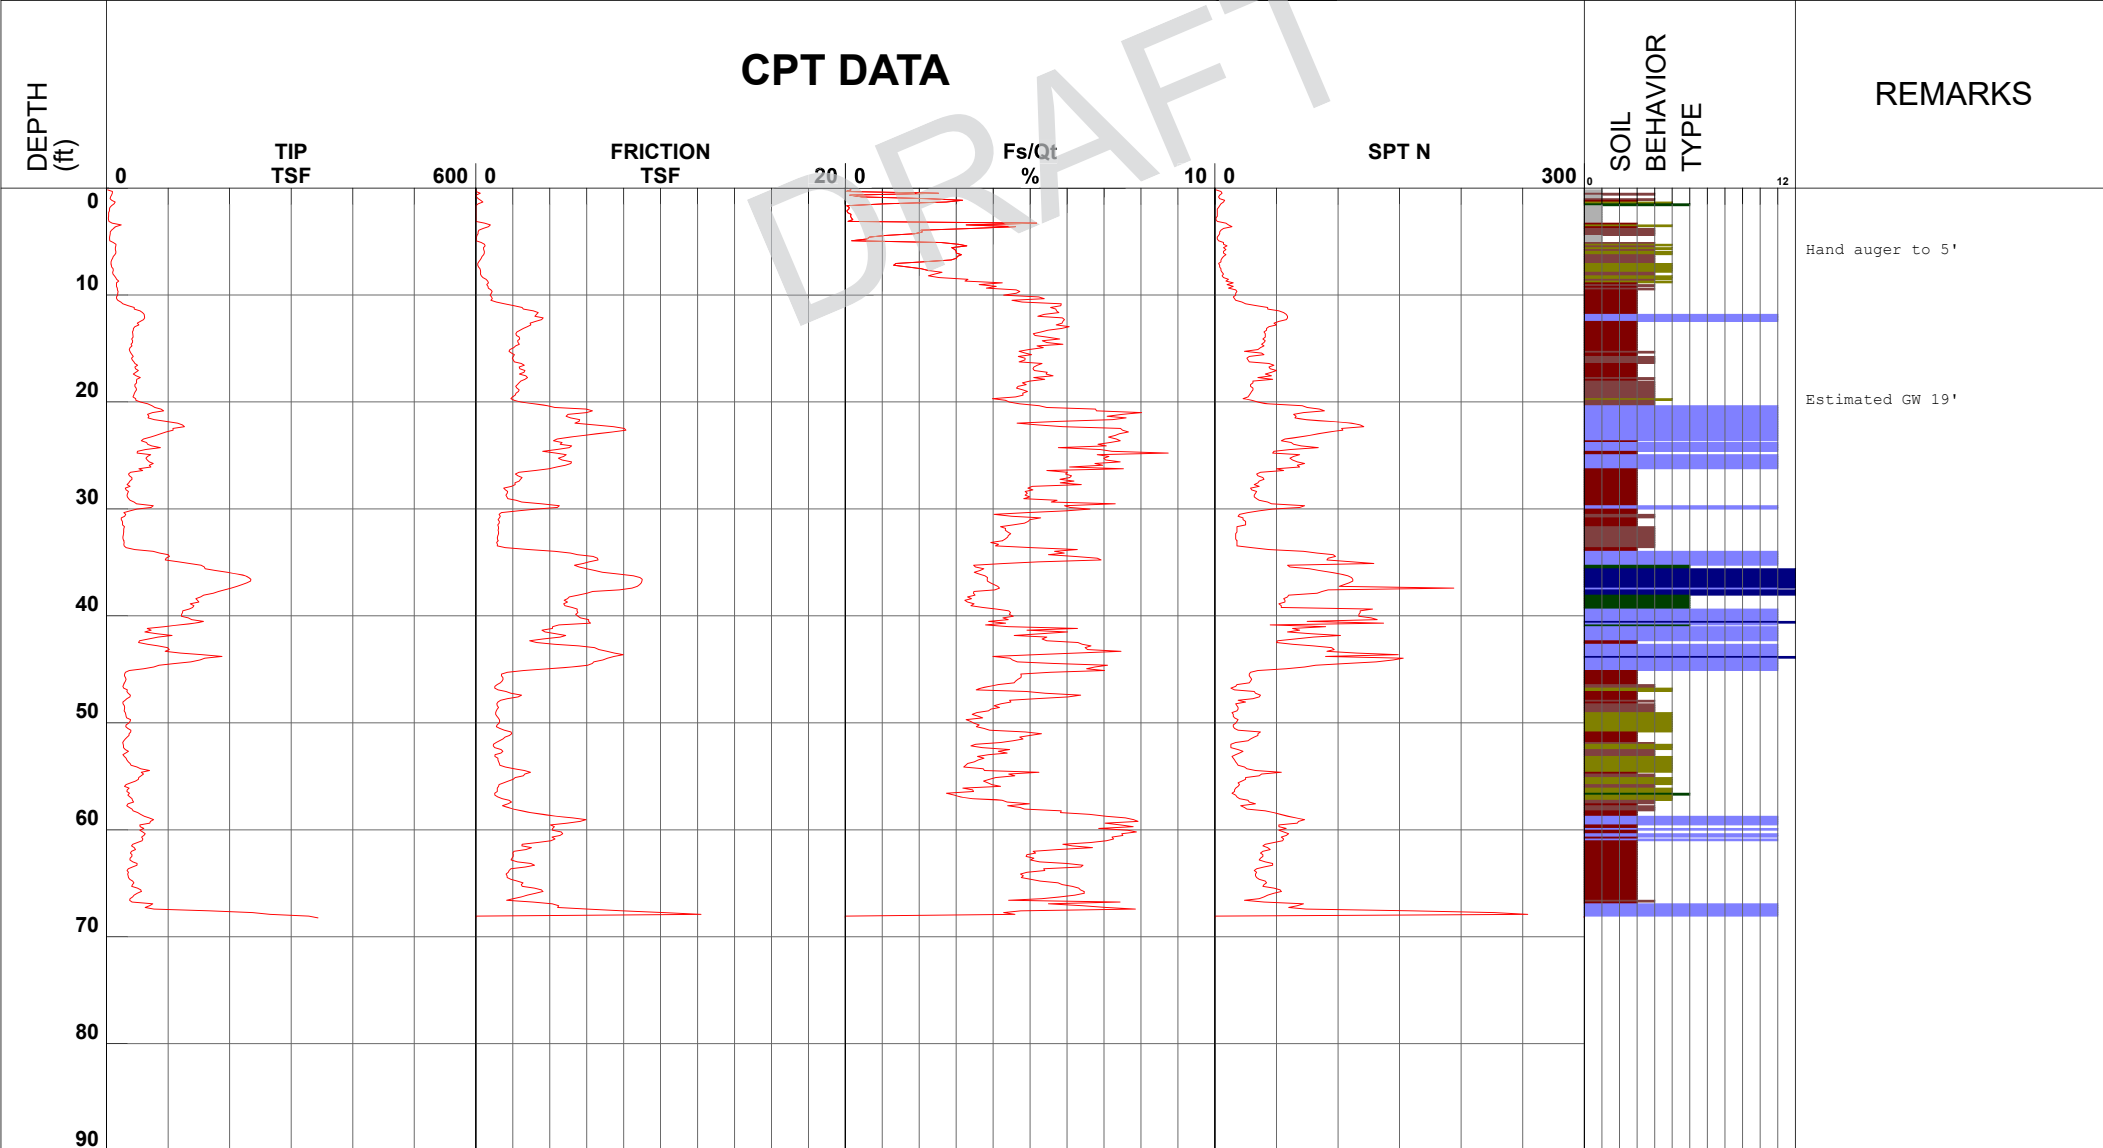 CPT DATA
DRAFT
DEPTH
(ft)
TIP
TSF
0
600
FRICTION
TSF
0
20
Fs/Qt
%
0
10
SPT N
0
300
SOIL
BEHAVIOR
TYPE
0
12
REMARKS
0
10
20
30
40
50
60
70
80
90
Hand auger to 5'
Estimated GW 19'